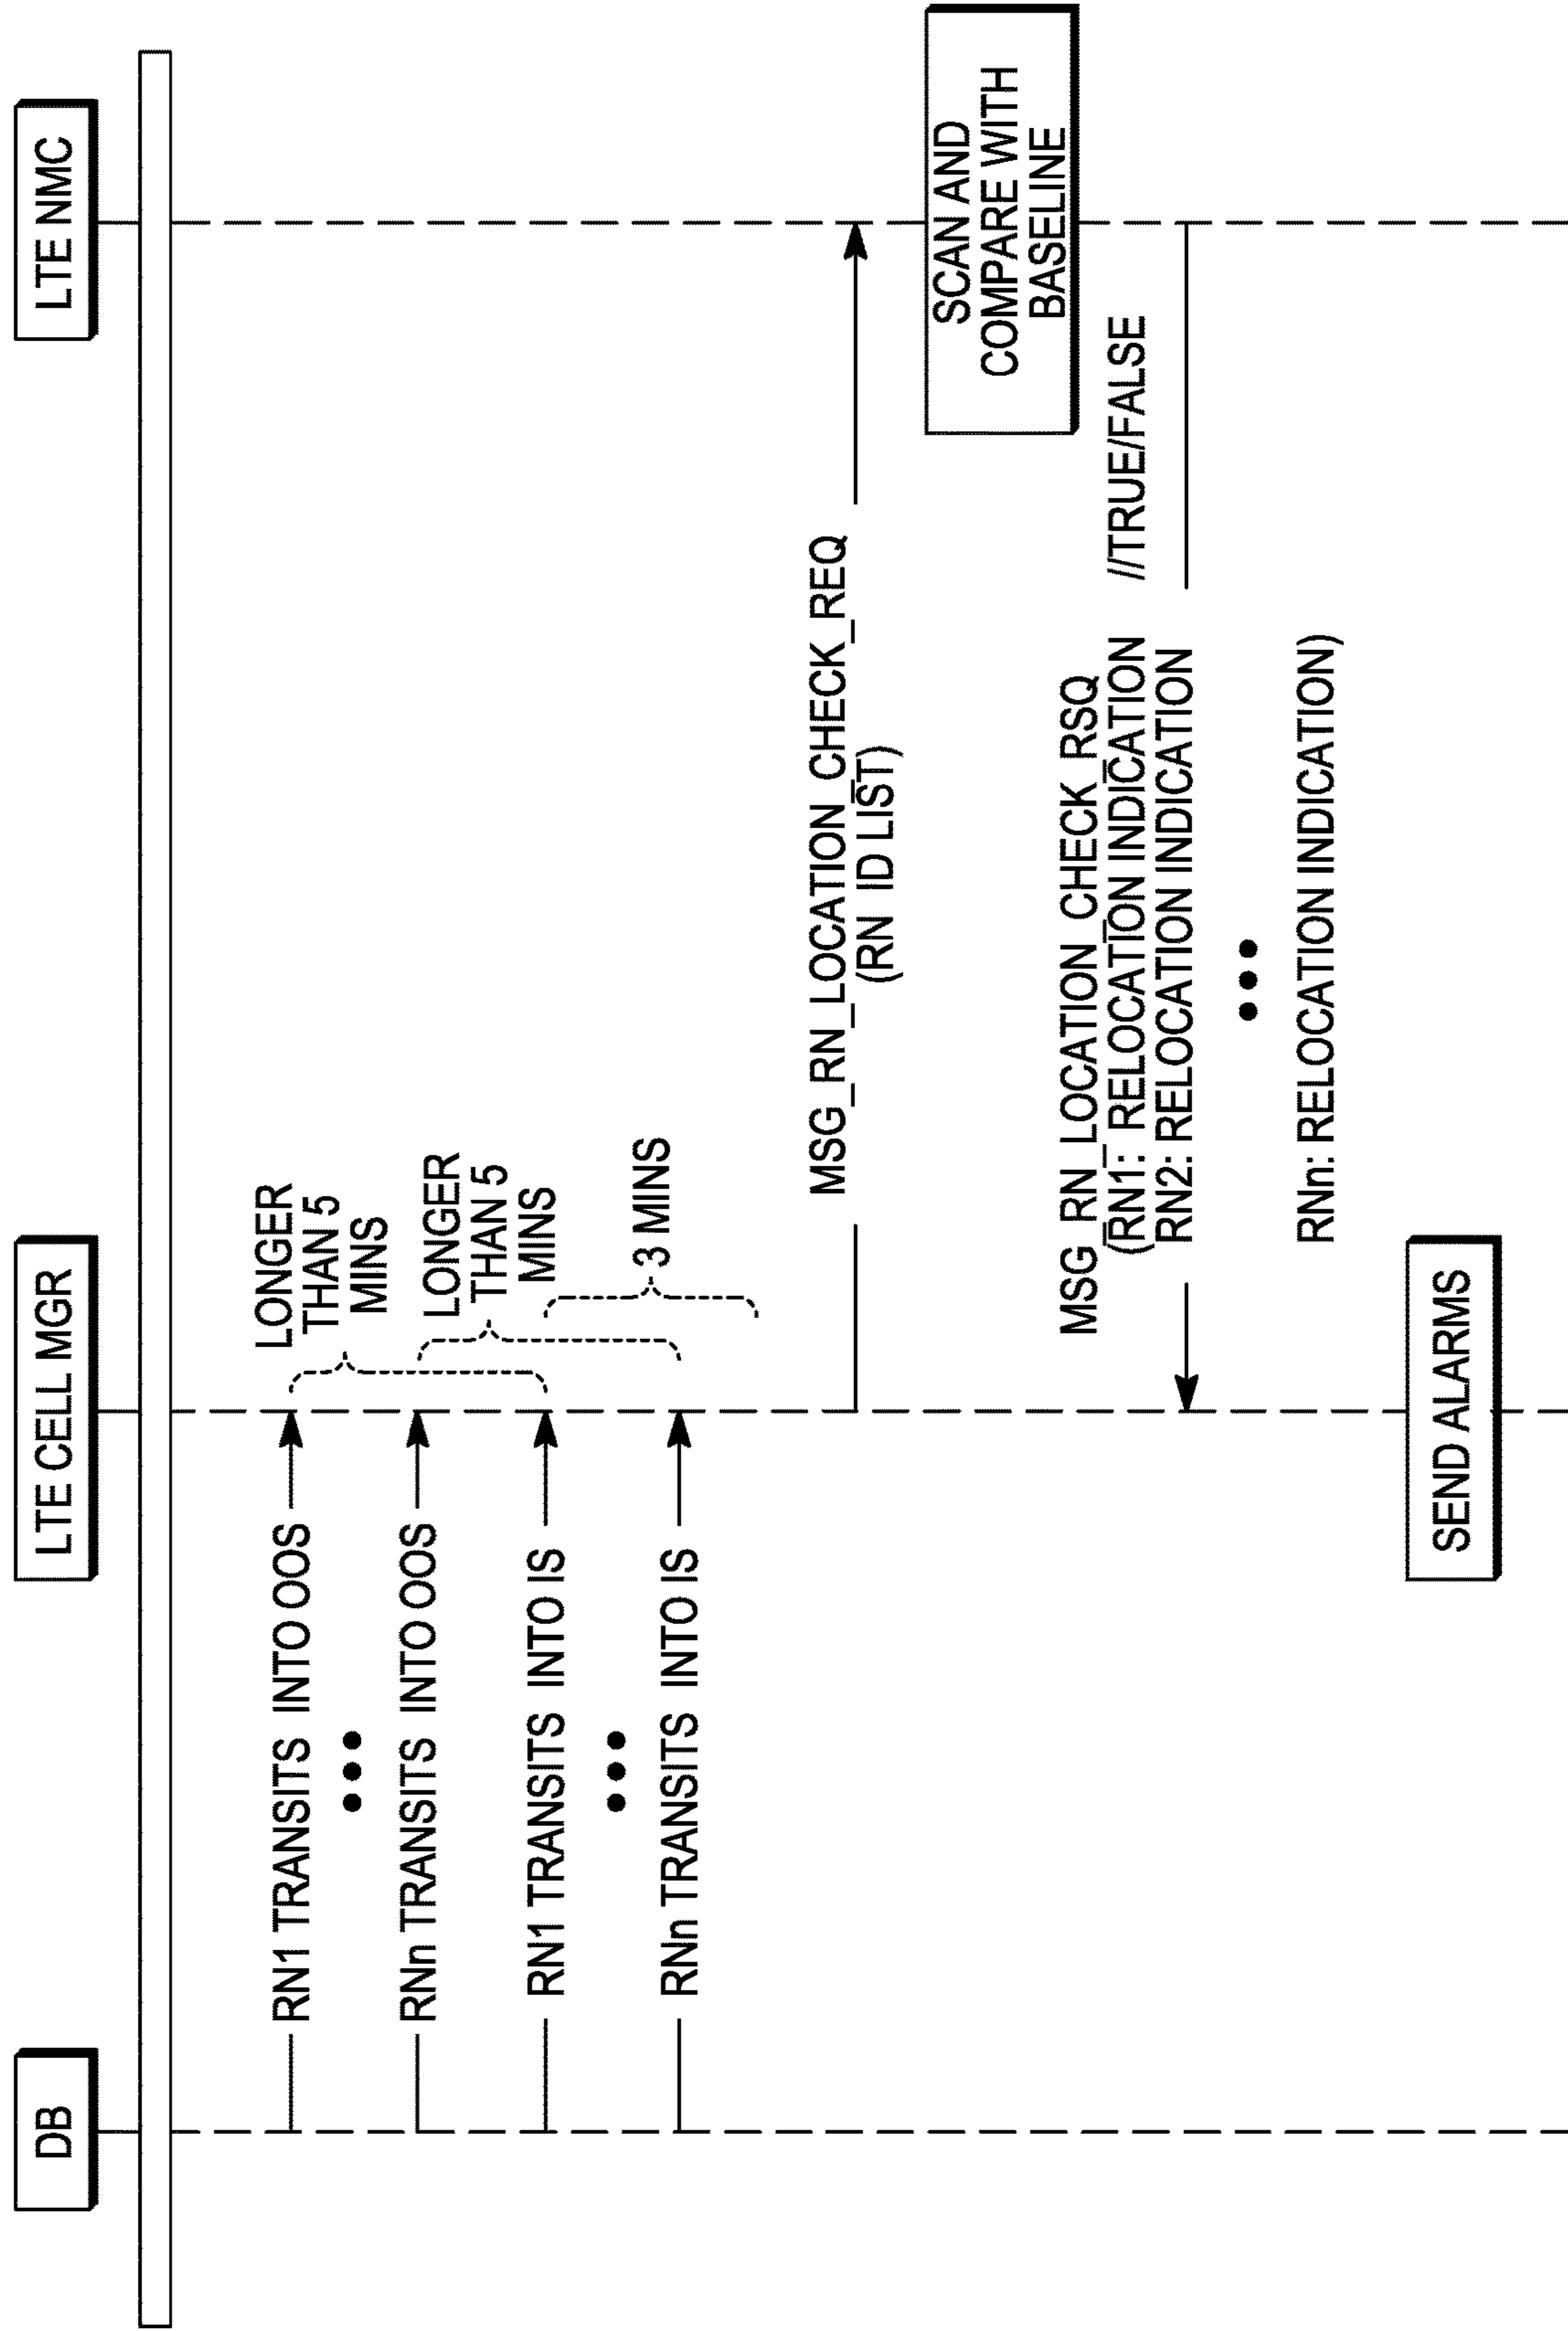 DB
LTE CELL MGR
LTE NMC
RN1 TRANSITS INTO OOS
RNn TRANSITS INTO OOS
RN1 TRANSITS INTO IS
RNn TRANSITS INTO IS
LONGER
THAN 5
MINS
LONGER
THAN 5
MINS
3 MINS
MSG_RN_LOCATION_CHECK_REQ
(RN_ID LIST)
SCAN AND
COMPARE WITH
BASELINE
MSG_RN_LOCATION_CHECK_RSQ
(RN1: RELOCATION INDICATION //TRUE/FALSE
RN2: RELOCATION INDICATION
RNn: RELOCATION INDICATION)
SEND ALARMS